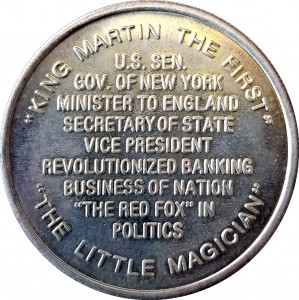 "KING MARTIN THE FIRST"
U.S. SEN.
GOV. OF NEW YORK
MINISTER TO ENGLAND
SECRETARY OF STATE
VICE PRESIDENT
REVOLUTIONIZED BANKING
BUSINESS OF NATION
"THE RED FOX" IN
POLITICS
"THE LITTLE MAGICIAN"